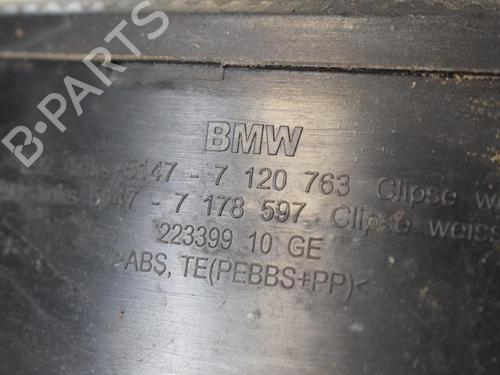 B-PARTS
BMW
5147 - 7 120 763 Clipse
5147 - 7 178 597 Clipse weiss
223399 10 GE
>ABS, TE(PEBBS+PP)<